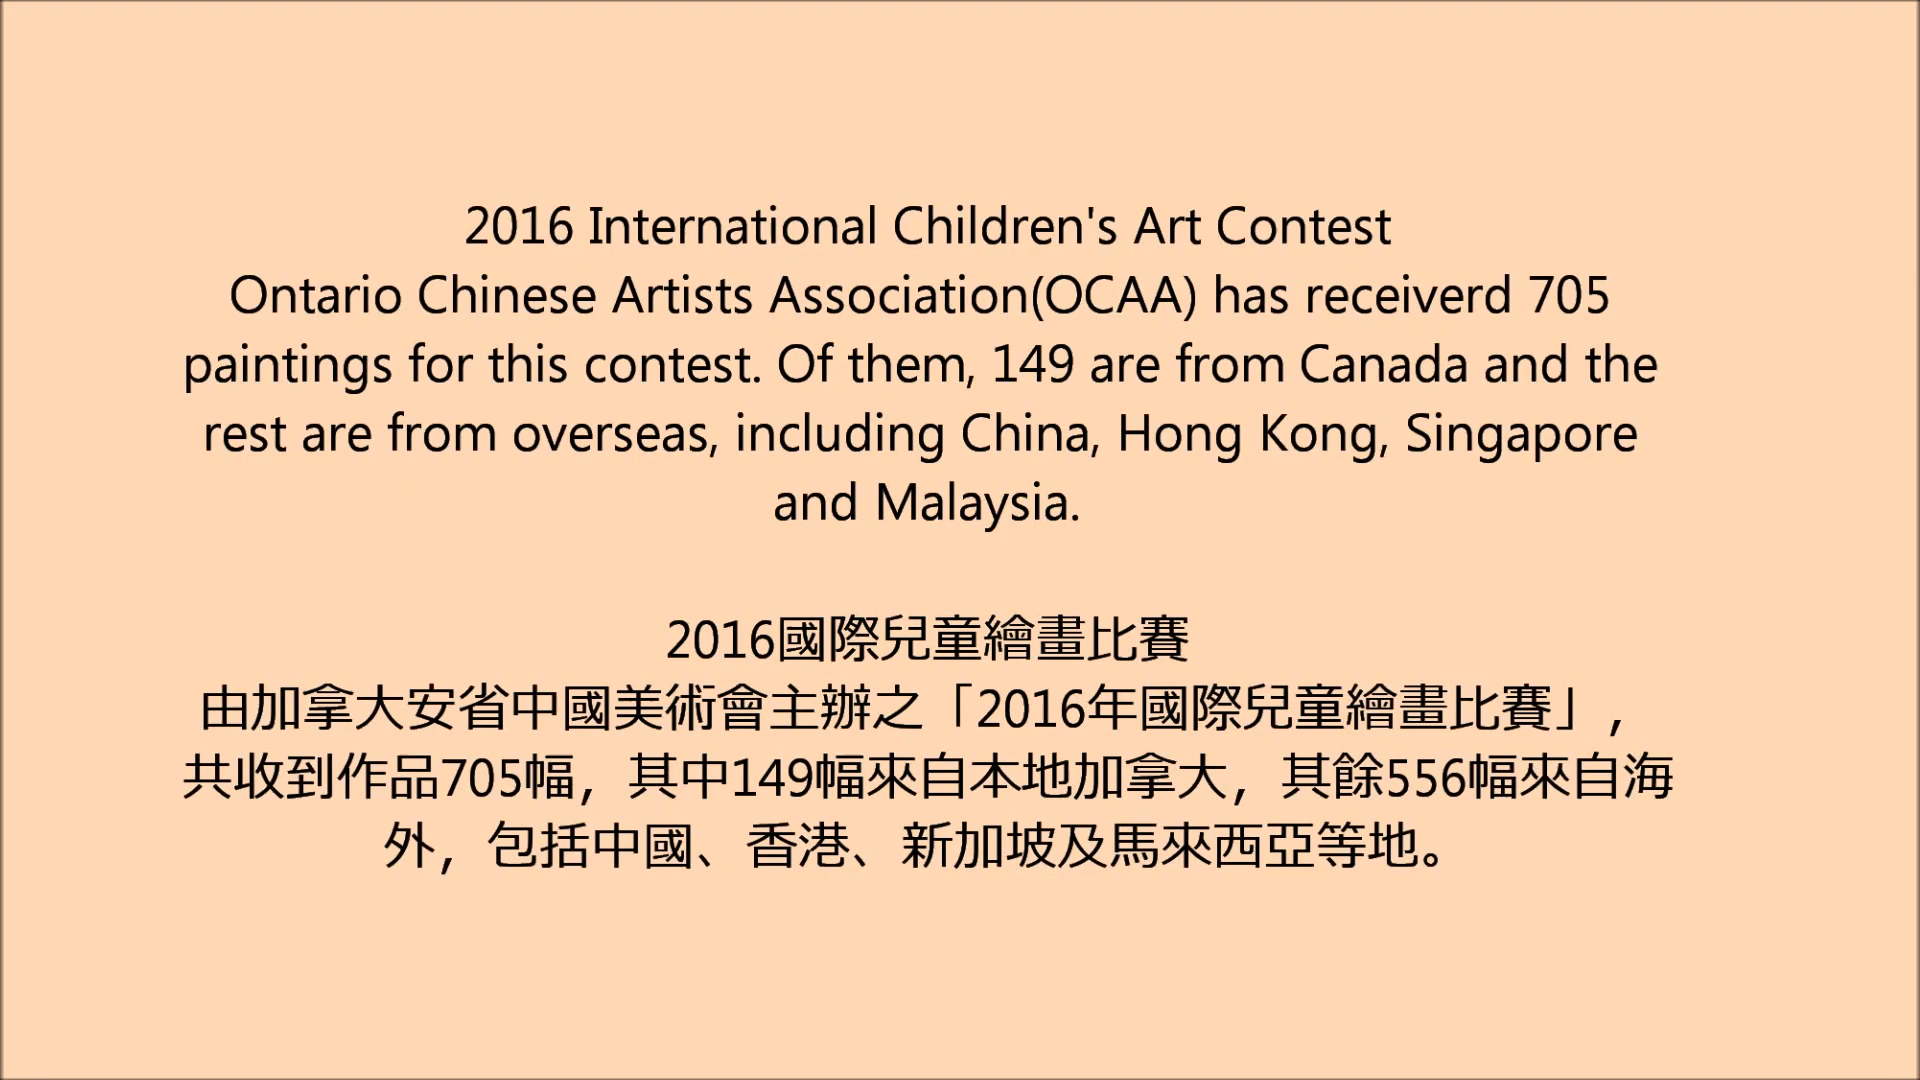 2016 International Children's Art Contest
Ontario Chinese Artists Association(OCAA) has receiverd 705
paintings for this contest. Of them, 149 are from Canada and the
rest are from overseas, including China, Hong Kong, Singapore
and Malaysia.
2016國際兒童繪畫比賽
由加拿大安省中國美術會主辦之「2016年國際兒童繪畫比賽」，
共收到作品705幅，其中149幅來自本地加拿大，其餘556幅來自海
外，包括中國、香港、新加坡及馬來西亞等地。